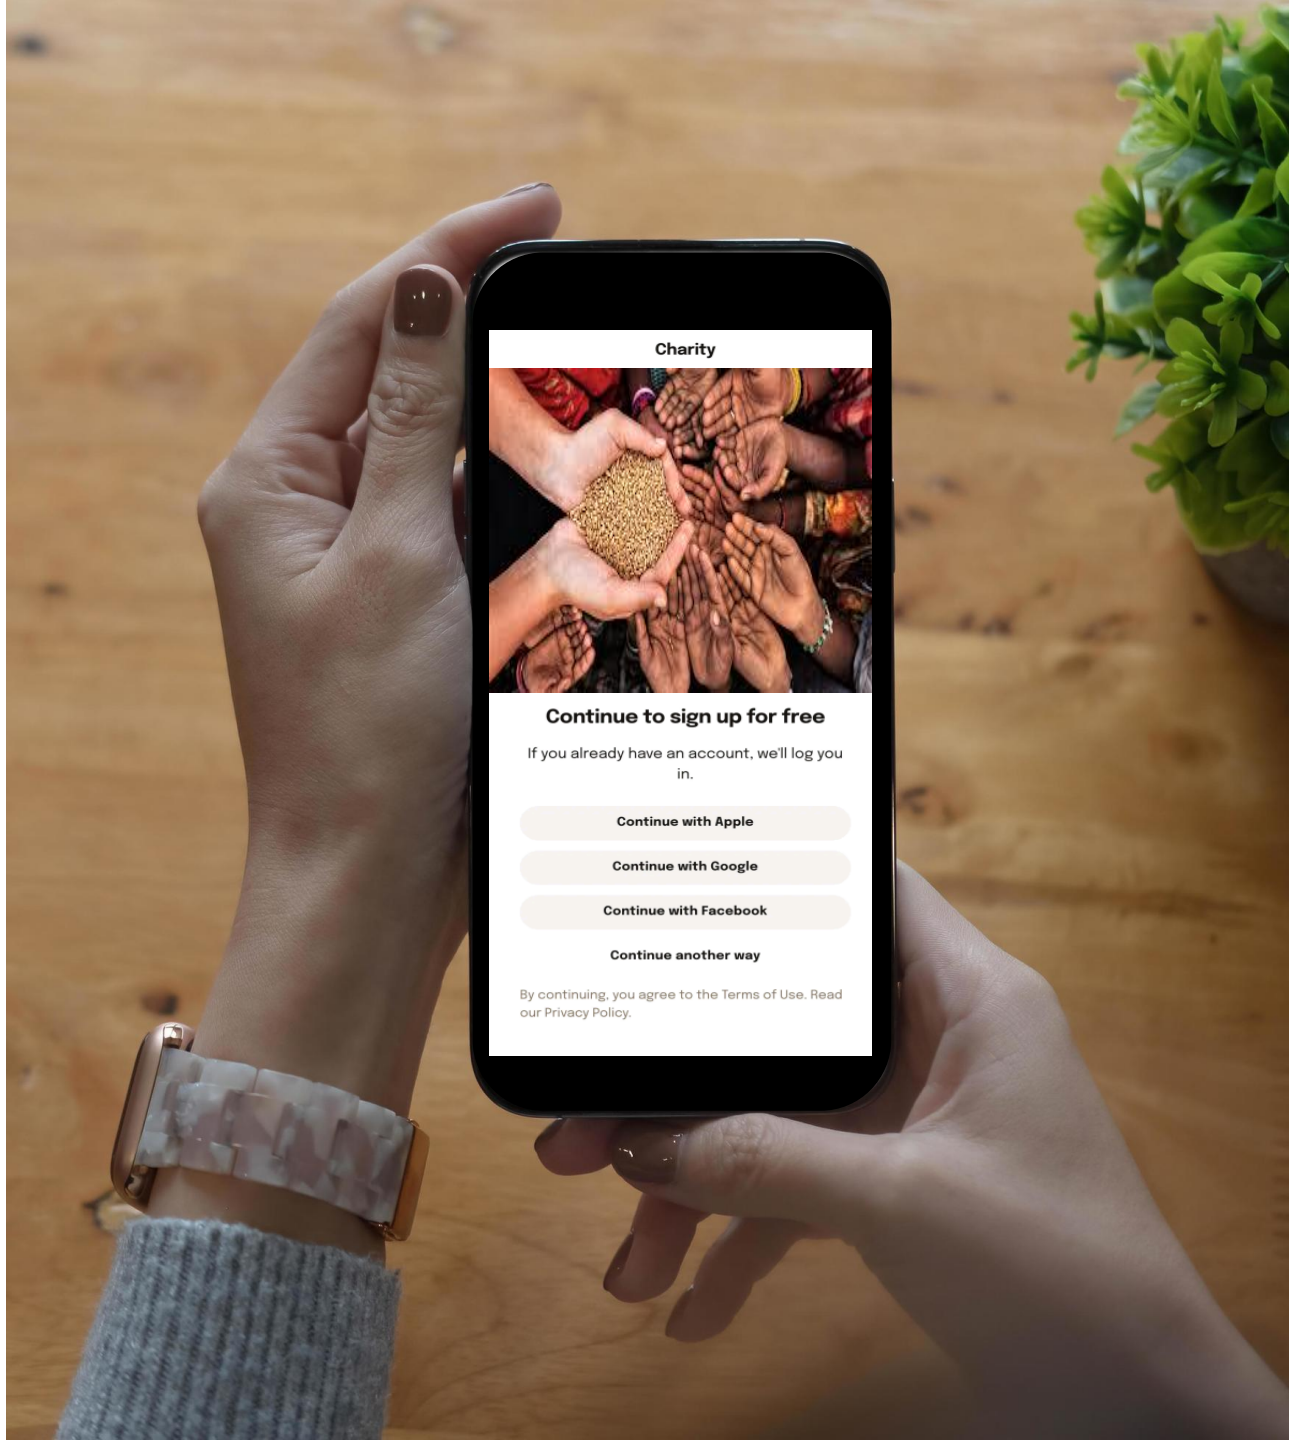 Charity
Continue to sign up for free
If you already have an account, we'll log you
in.
Continue with Apple
Continue with Google
Continue with Facebook
Continue another way
By continuing, you agree to the Terms of Use. Read
our Privacy Policy.